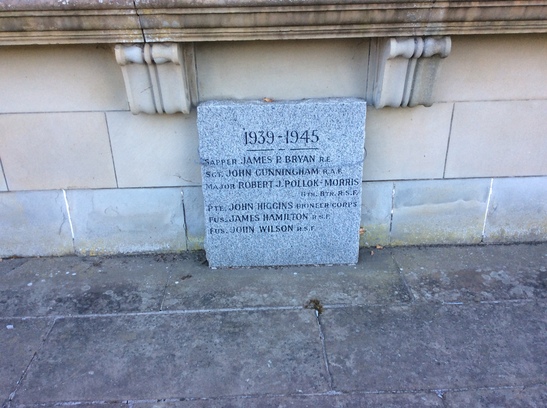 1939-1945
SAPPER JAMES P. BRYAN R.E.
SGT. JOHN CUNNINGHAM R.A.F.
MAJOR ROBERT J. POLLOK-MORRIS
BTR. R.S.F.
PTE. JOHN HIGGINS PIONEER CORPS
FUS. JAMES HAMILTON R.S.F.
FUS. JOHN WILSON R.S.F.